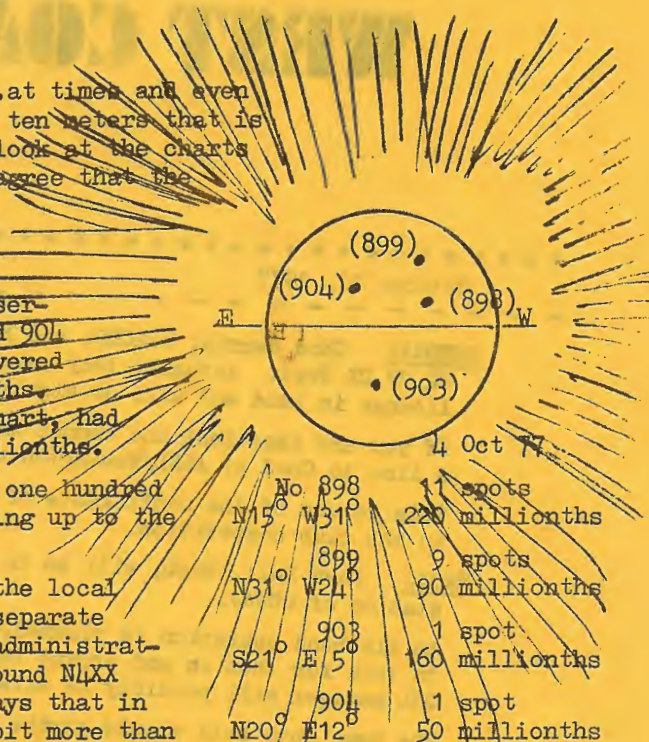 ,at times and even
ten meters that is
look at the charts
agree that the
(899)
(904)
(898)
E
W
E
(903)
ser-
904
vered
ths.
art, had
lionths.
4 Oct 77
one hundred
ing up to the
No 898 11 spots
N15° W31° 220 millionths
899 9 spots
the local
N31° W24° 90 millionths
separate
903 1 spot
administrat-
S21° E 5° 160 millionths
ound N4XX
904 1 spot
ays that in
bit more than
N20° E12° 50 millionths